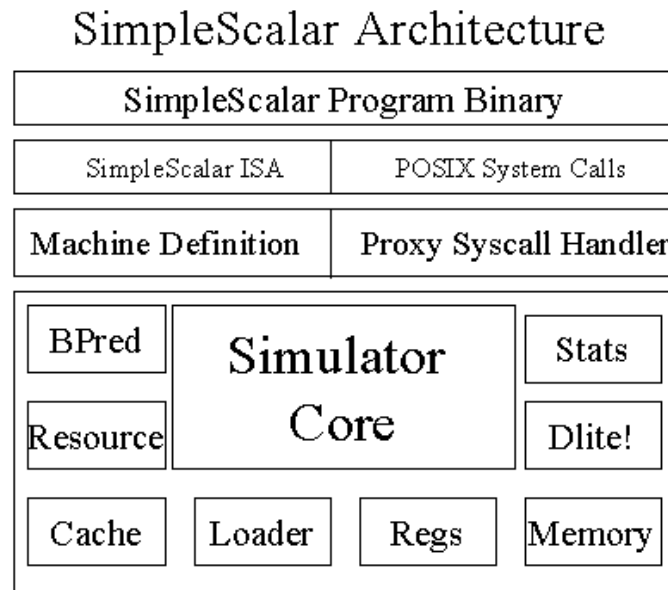 SimpleScalar Architecture
SimpleScalar Program Binary
SimpleScalar ISA
POSIX System Calls
Machine Definition
Proxy Syscall Handler
BPred
Simulator
Core
Stats
Resource
Dlite!
Cache
Loader
Regs
Memory